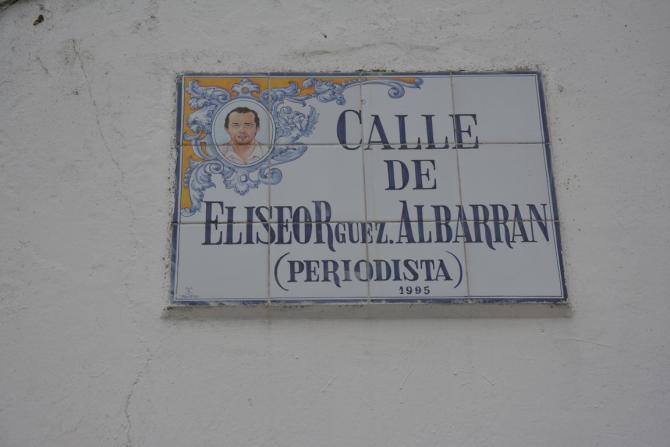 CALLE
DE
ELISEO RGUEZ. ALBARRAN
(PERIODISTA)
1995